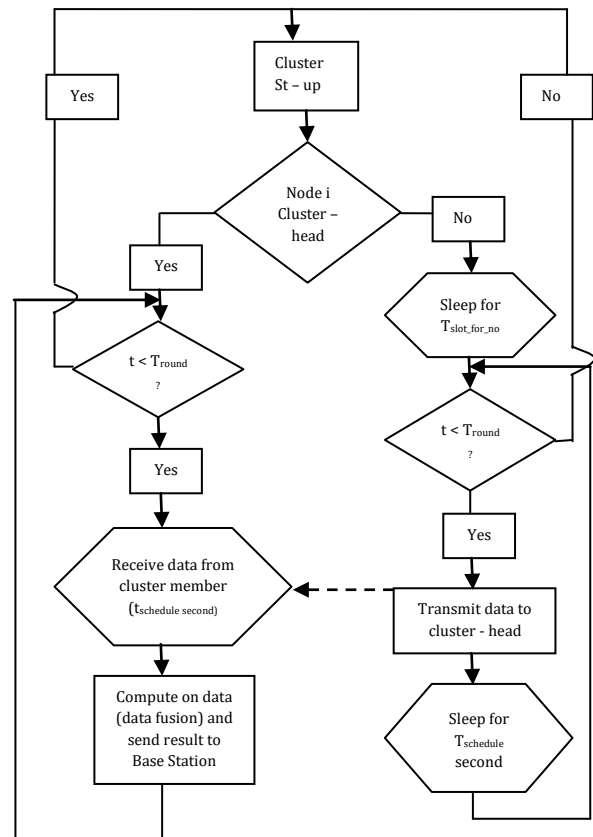 Cluster
St – up
Yes
No
Node i
Cluster –
head
No
Yes
Sleep for
Tslot_for_no
t < Tround
?
t < Tround
?
Yes
Yes
Receive data from
cluster member
(tschedule second)
Transmit data to
cluster - head
Compute on data
(data fusion) and
send result to
Base Station
Sleep for
Tschedule
second